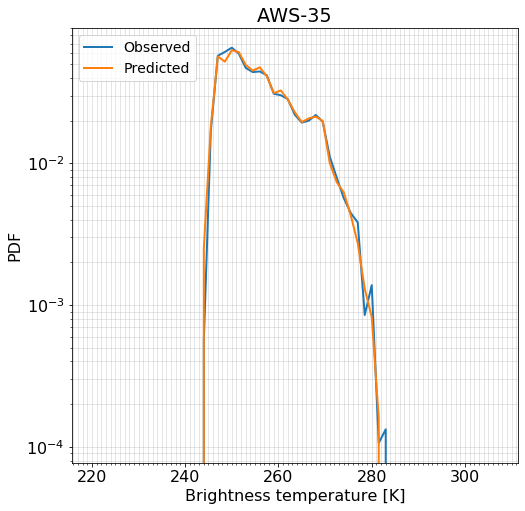 AWS-35
Observed
Predicted
PDF
10⁻²
10⁻³
10⁻⁴
220 240 260 280 300
Brightness temperature [K]